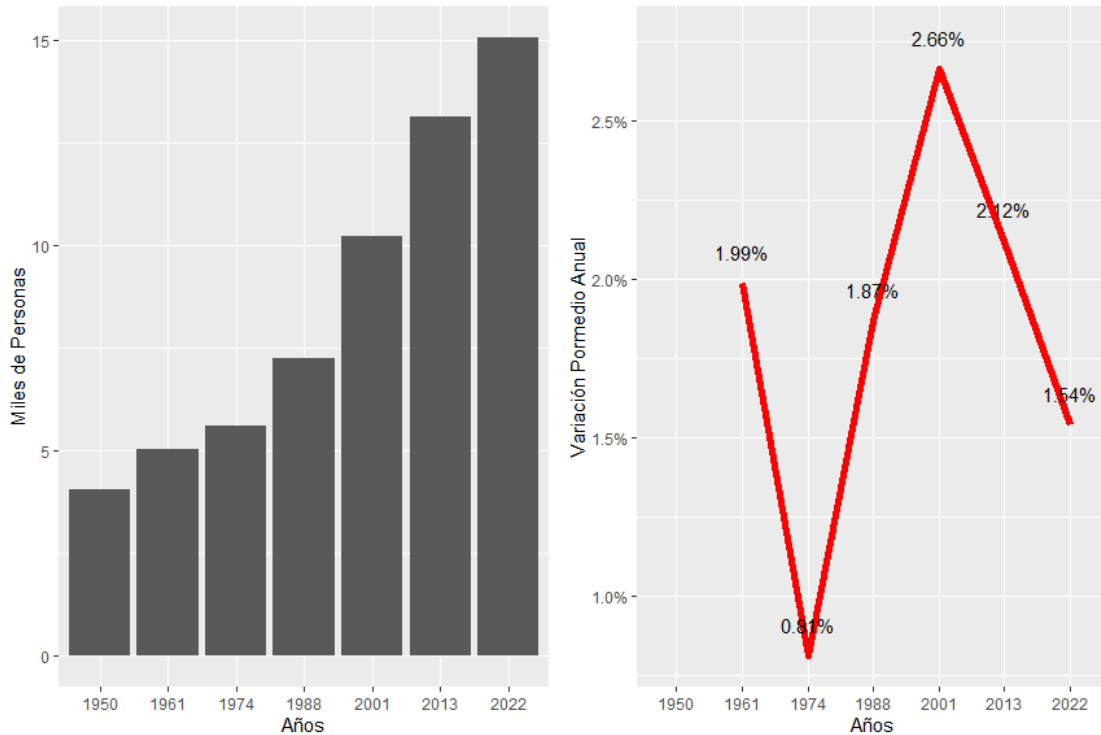 15
10
5
0
Miles de Personas
1950 1961 1974 1988 2001 2013 2022
Años
2.5%
2.0%
1.5%
1.0%
Variación Pormedio Anual
1.99%
0.81%
1.87%
2.66%
2.12%
1.54%
1950 1961 1974 1988 2001 2013 2022
Años